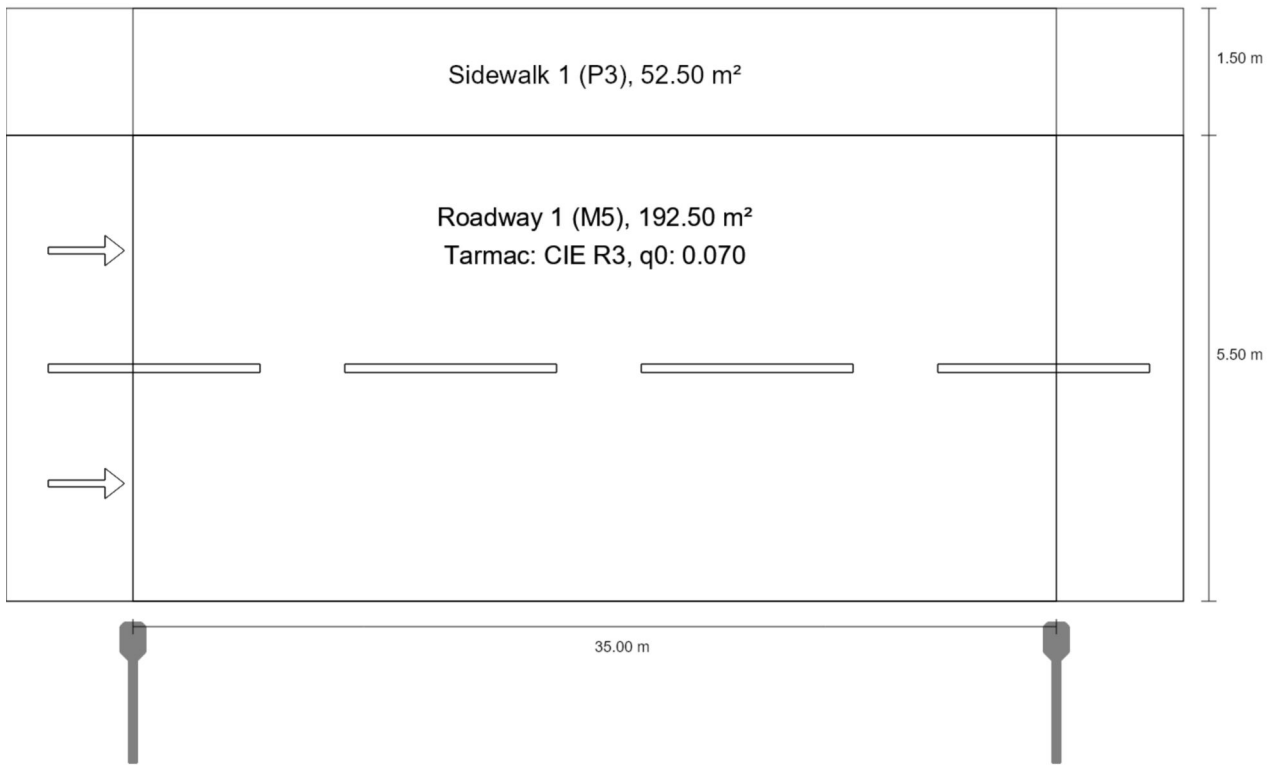 1.50 m
Sidewalk 1 (P3), 52.50 m²
Roadway 1 (M5), 192.50 m²
Tarmac: CIE R3, q0: 0.070
5.50 m
35.00 m